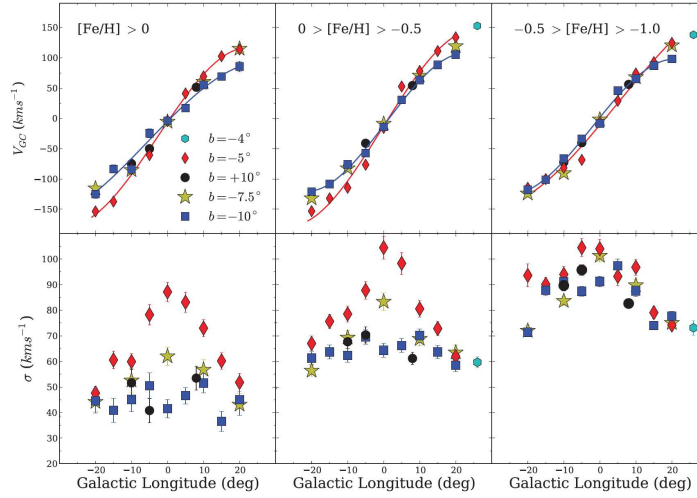 [Fe/H] > 0
0 > [Fe/H] > −0.5
−0.5 > [Fe/H] > −1.0
V_GC (kms⁻¹)
150
100
50
0
−50
−100
−150
b = −4°
b = −5°
b = +10°
b = −7.5°
b = −10°
σ (kms⁻¹)
100
90
80
70
60
50
40
30
20
−20 −10 0 10 20
−20 −10 0 10 20
−20 −10 0 10 20
Galactic Longitude (deg)
Galactic Longitude (deg)
Galactic Longitude (deg)